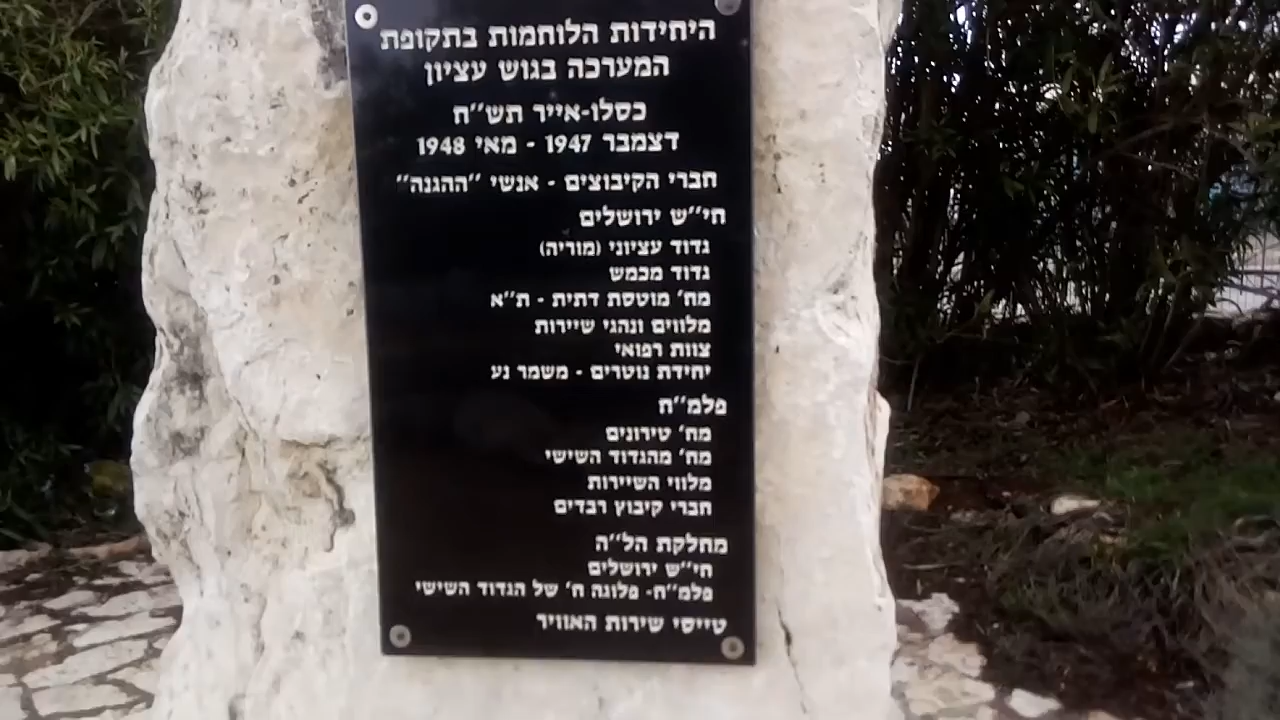 היחידות הלוחמות בתקופת
המערכה בגוש עציון
כסלו-אייר תש"ח
דצמבר 1947 - מאי 1948
חברי הקיבוצים - אנשי "ההגנה"
חי"ש ירושלים
גדוד עציוני (מוריה)
גדוד מכמש
מח' מוטסת דתית - ת"א
מלווים ונהגי שיירות
צוות רפואי
יחידת נוטרים - משמר נע
פלמ"ח
מח' טירונים
מח' מהגדוד השישי
מלווי השיירות
חברי קיבוץ רבדים
מחלקת הל"ה
חי"ש ירושלים
פלמ"ח- פלוגה ח' של הגדוד השישי
טייסי שירות האוויר